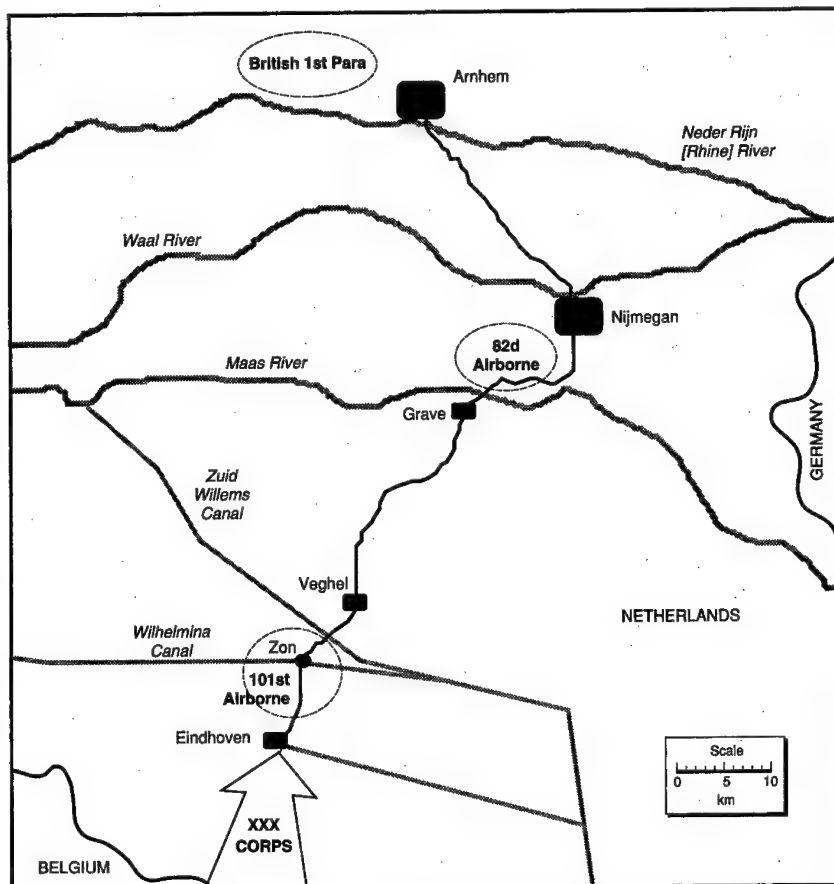 British 1st Para
Arnhem
Neder Rijn
[Rhine] River
Waal River
Nijmegan
82d
Airborne
Maas River
Grave
GERMANY
Zuid
Willems
Canal
Veghel
NETHERLANDS
Wilhelmina
Canal
Zon
101st
Airborne
Eindhoven
Scale
0 5 10
km
XXX
CORPS
BELGIUM